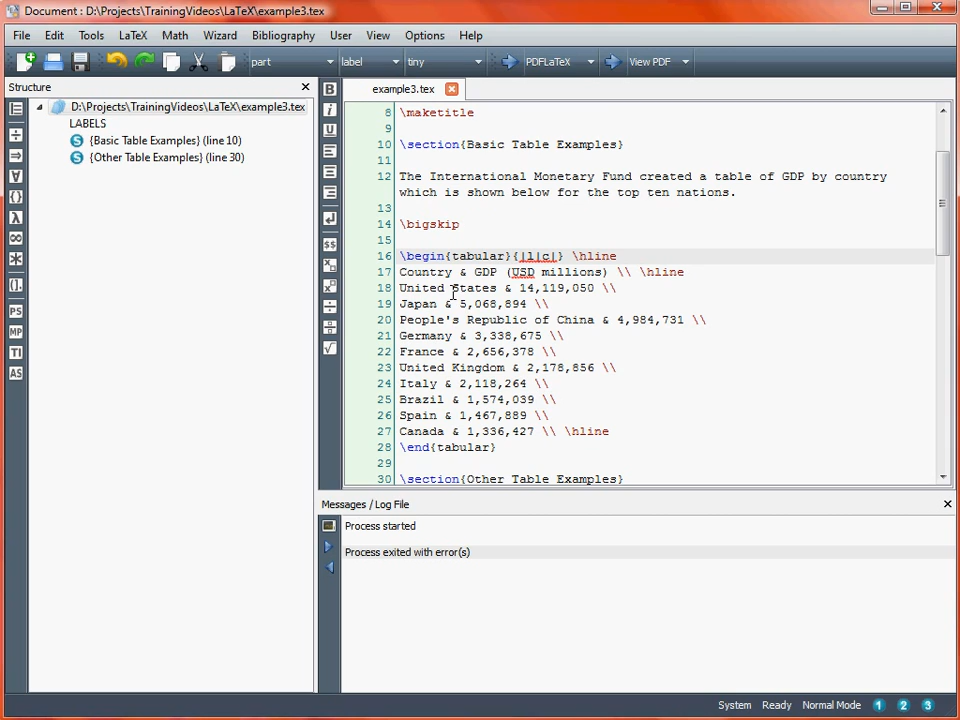 Document : D:\Projects\TrainingVideos\LaTeX\example3.tex
File Edit Tools LaTeX Math Wizard Bibliography User View Options Help
part label tiny PDFLaTeX View PDF
Structure
D:\Projects\TrainingVideos\LaTeX\example3.tex
LABELS
{Basic Table Examples} (line 10)
{Other Table Examples} (line 30)
PS
MP
TI
AS
B
i
U
$$
example3.tex
8 \maketitle
9
10 \section{Basic Table Examples}
11
12 The International Monetary Fund created a table of GDP by country
which is shown below for the top ten nations.
13
14 \bigskip
15
16 \begin{tabular}{|l|c|} \hline
17 Country & GDP (USD millions) \\ \hline
18 United States & 14,119,050 \\
19 Japan & 5,068,894 \\
20 People's Republic of China & 4,984,731 \\
21 Germany & 3,338,675 \\
22 France & 2,656,378 \\
23 United Kingdom & 2,178,856 \\
24 Italy & 2,118,264 \\
25 Brazil & 1,574,039 \\
26 Spain & 1,467,889 \\
27 Canada & 1,336,427 \\ \hline
28 \end{tabular}
29
30 \section{Other Table Examples}
Messages / Log File
Process started
Process exited with error(s)
System Ready Normal Mode 1 2 3